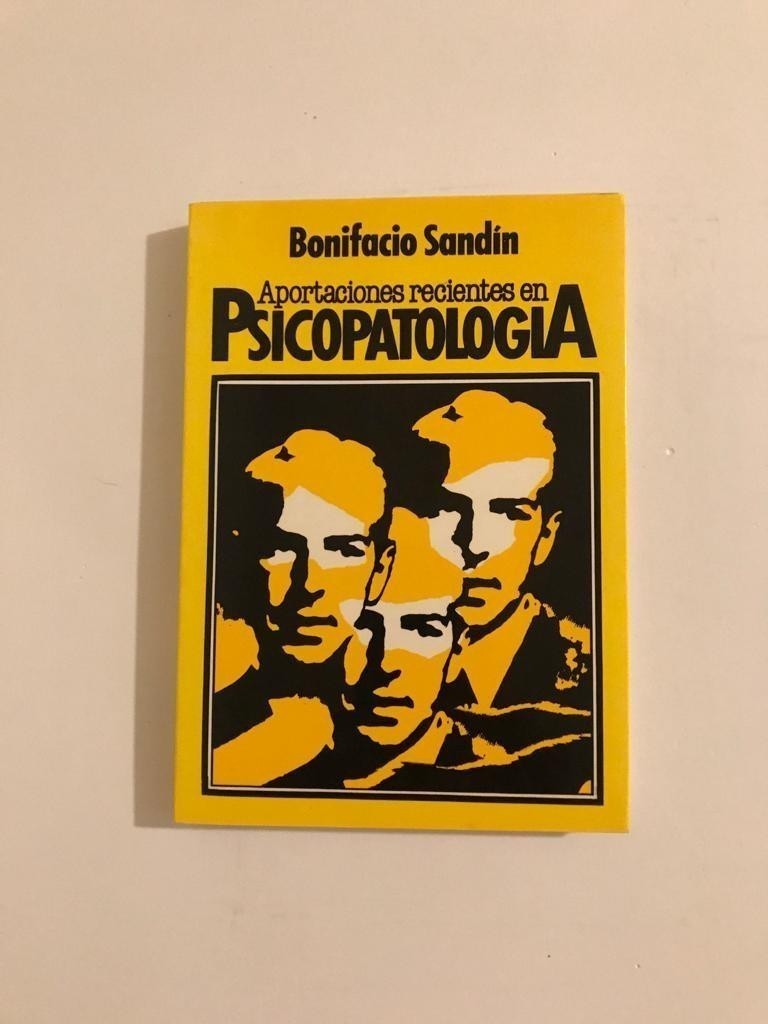 Bonifacio Sandín
Aportaciones recientes en
PSICOPATOLOGIA